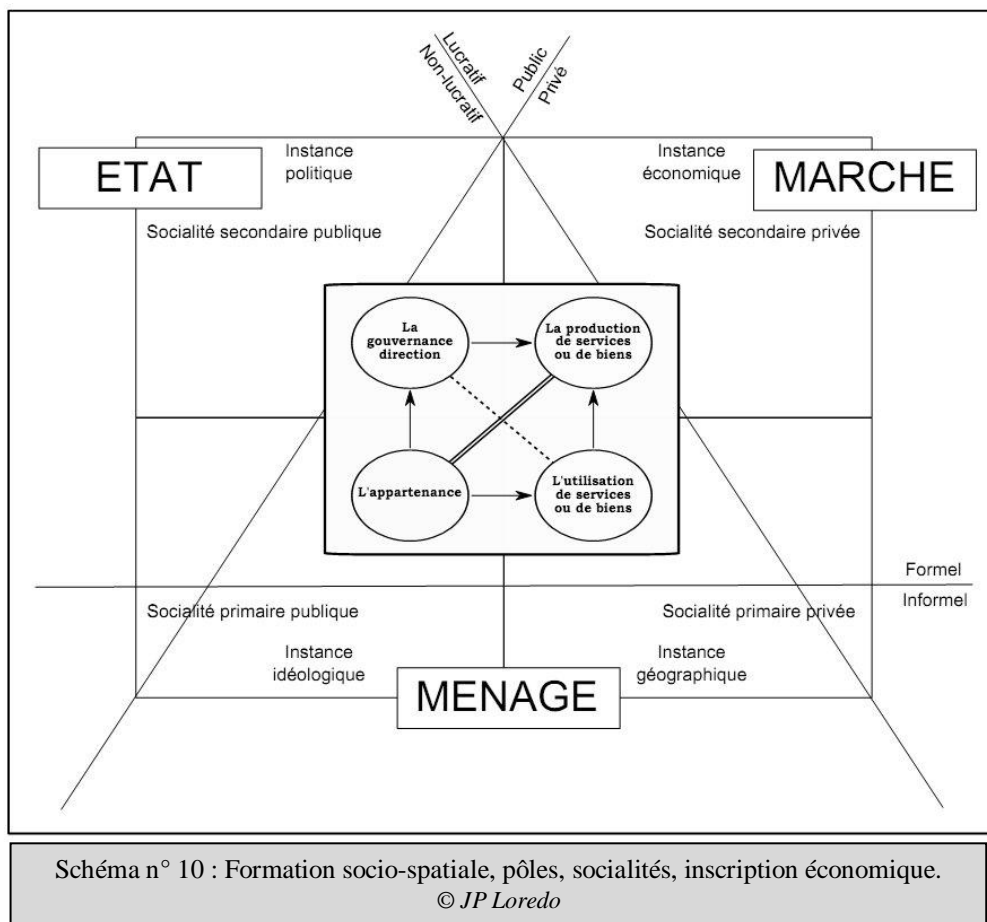 Lucratif
Non-lucratif
Public
Privé
Instance
politique
Instance
économique
ETAT
MARCHE
Socialité secondaire publique
Socialité secondaire privée
La
gouvernance
direction
La production
de services
ou de biens
L'appartenance
L'utilisation
de services
ou de biens
Formel
Informel
Socialité primaire publique
Socialité primaire privée
Instance
idéologique
Instance
géographique
MENAGE
Schéma n° 10 : Formation socio-spatiale, pôles, socialités, inscription économique.
© JP Loredo